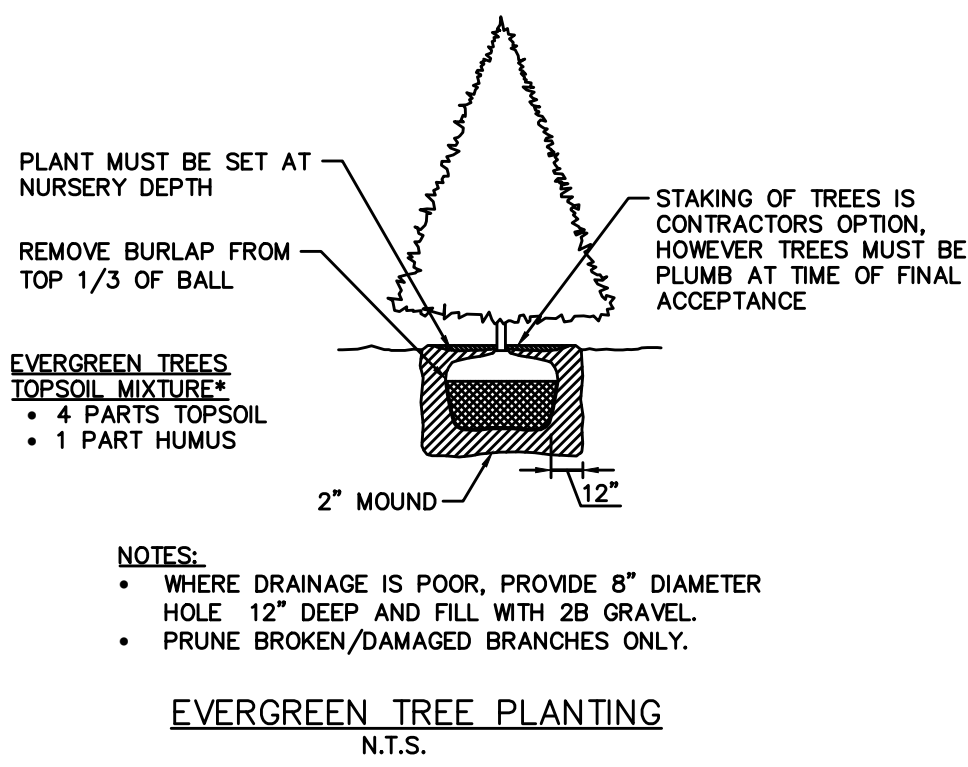 PLANT MUST BE SET AT
NURSERY DEPTH
REMOVE BURLAP FROM
TOP 1/3 OF BALL
STAKING OF TREES IS
CONTRACTORS OPTION,
HOWEVER TREES MUST BE
PLUMB AT TIME OF FINAL
ACCEPTANCE
EVERGREEN TREES
TOPSOIL MIXTURE*
• 4 PARTS TOPSOIL
• 1 PART HUMUS
2" MOUND
12"
NOTES:
• WHERE DRAINAGE IS POOR, PROVIDE 8" DIAMETER
HOLE 12" DEEP AND FILL WITH 2B GRAVEL.
• PRUNE BROKEN/DAMAGED BRANCHES ONLY.
EVERGREEN TREE PLANTING
N.T.S.